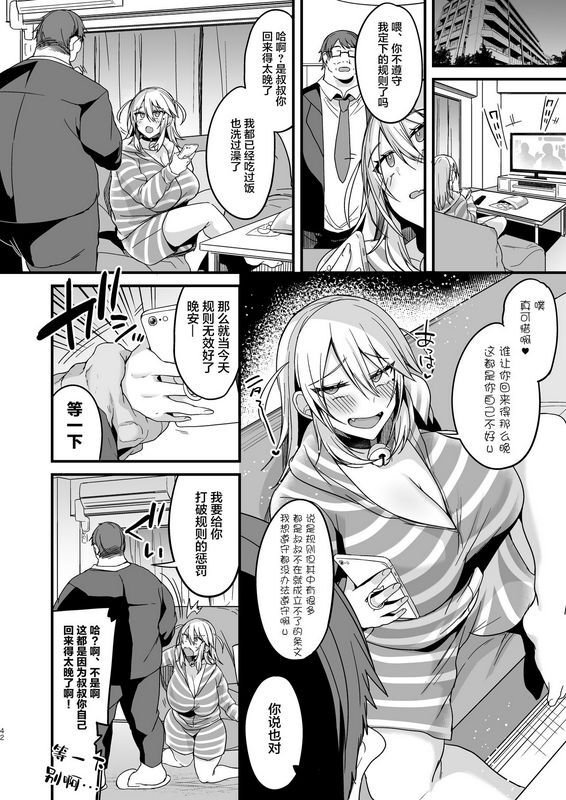 喂、你不遵守
我定下的规则了吗
哈啊？是叔叔你
回来得太晚了
我都已经吃过饭
也洗过澡了
噗
真可惜啊♥
谁让你回来得那么晚
这都是你自己不好
あっは♥
ニヤニヤ
说是规则但其中有很多
都是叔叔不在就成立不了的条文
我想遵守都没办法遵守啊
你说也对
那么就当今天
规则无效好了
晚安—
等一下
我要给你
打破规则的惩罚
哈？啊、不是啊
这都是因为叔叔你自己
回来得太晚了啊！
等一下
别啊…
42